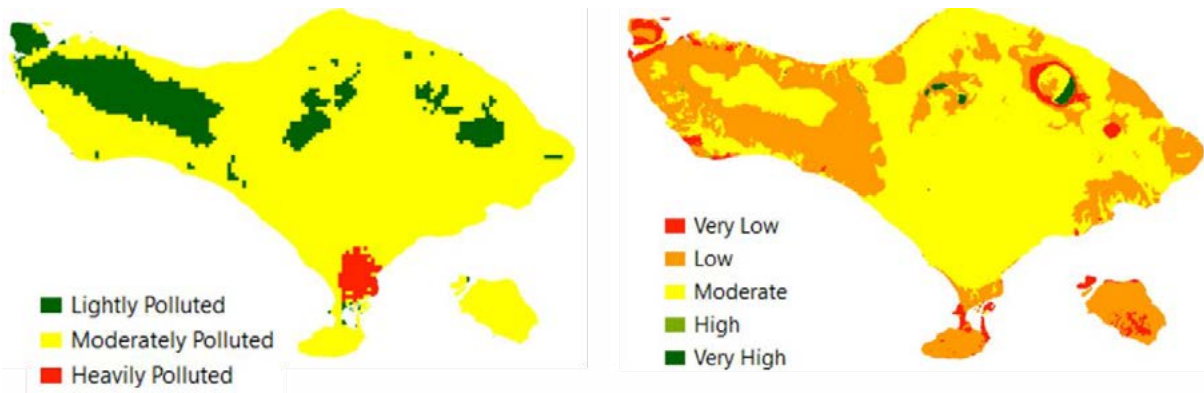 Lightly Polluted
Moderately Polluted
Heavily Polluted
Very Low
Low
Moderate
High
Very High